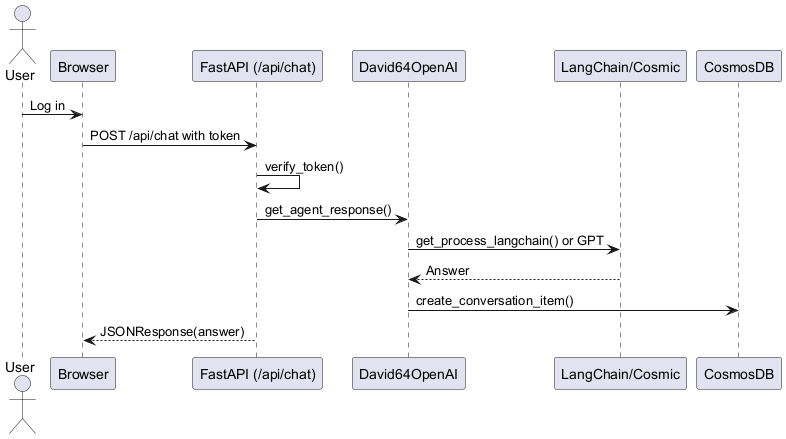 User
Browser
FastAPI (/api/chat)
David64OpenAI
LangChain/Cosmic
CosmosDB
Log in
POST /api/chat with token
verify_token()
get_agent_response()
get_process_langchain() or GPT
Answer
create_conversation_item()
JSONResponse(answer)
User
Browser
FastAPI (/api/chat)
David64OpenAI
LangChain/Cosmic
CosmosDB